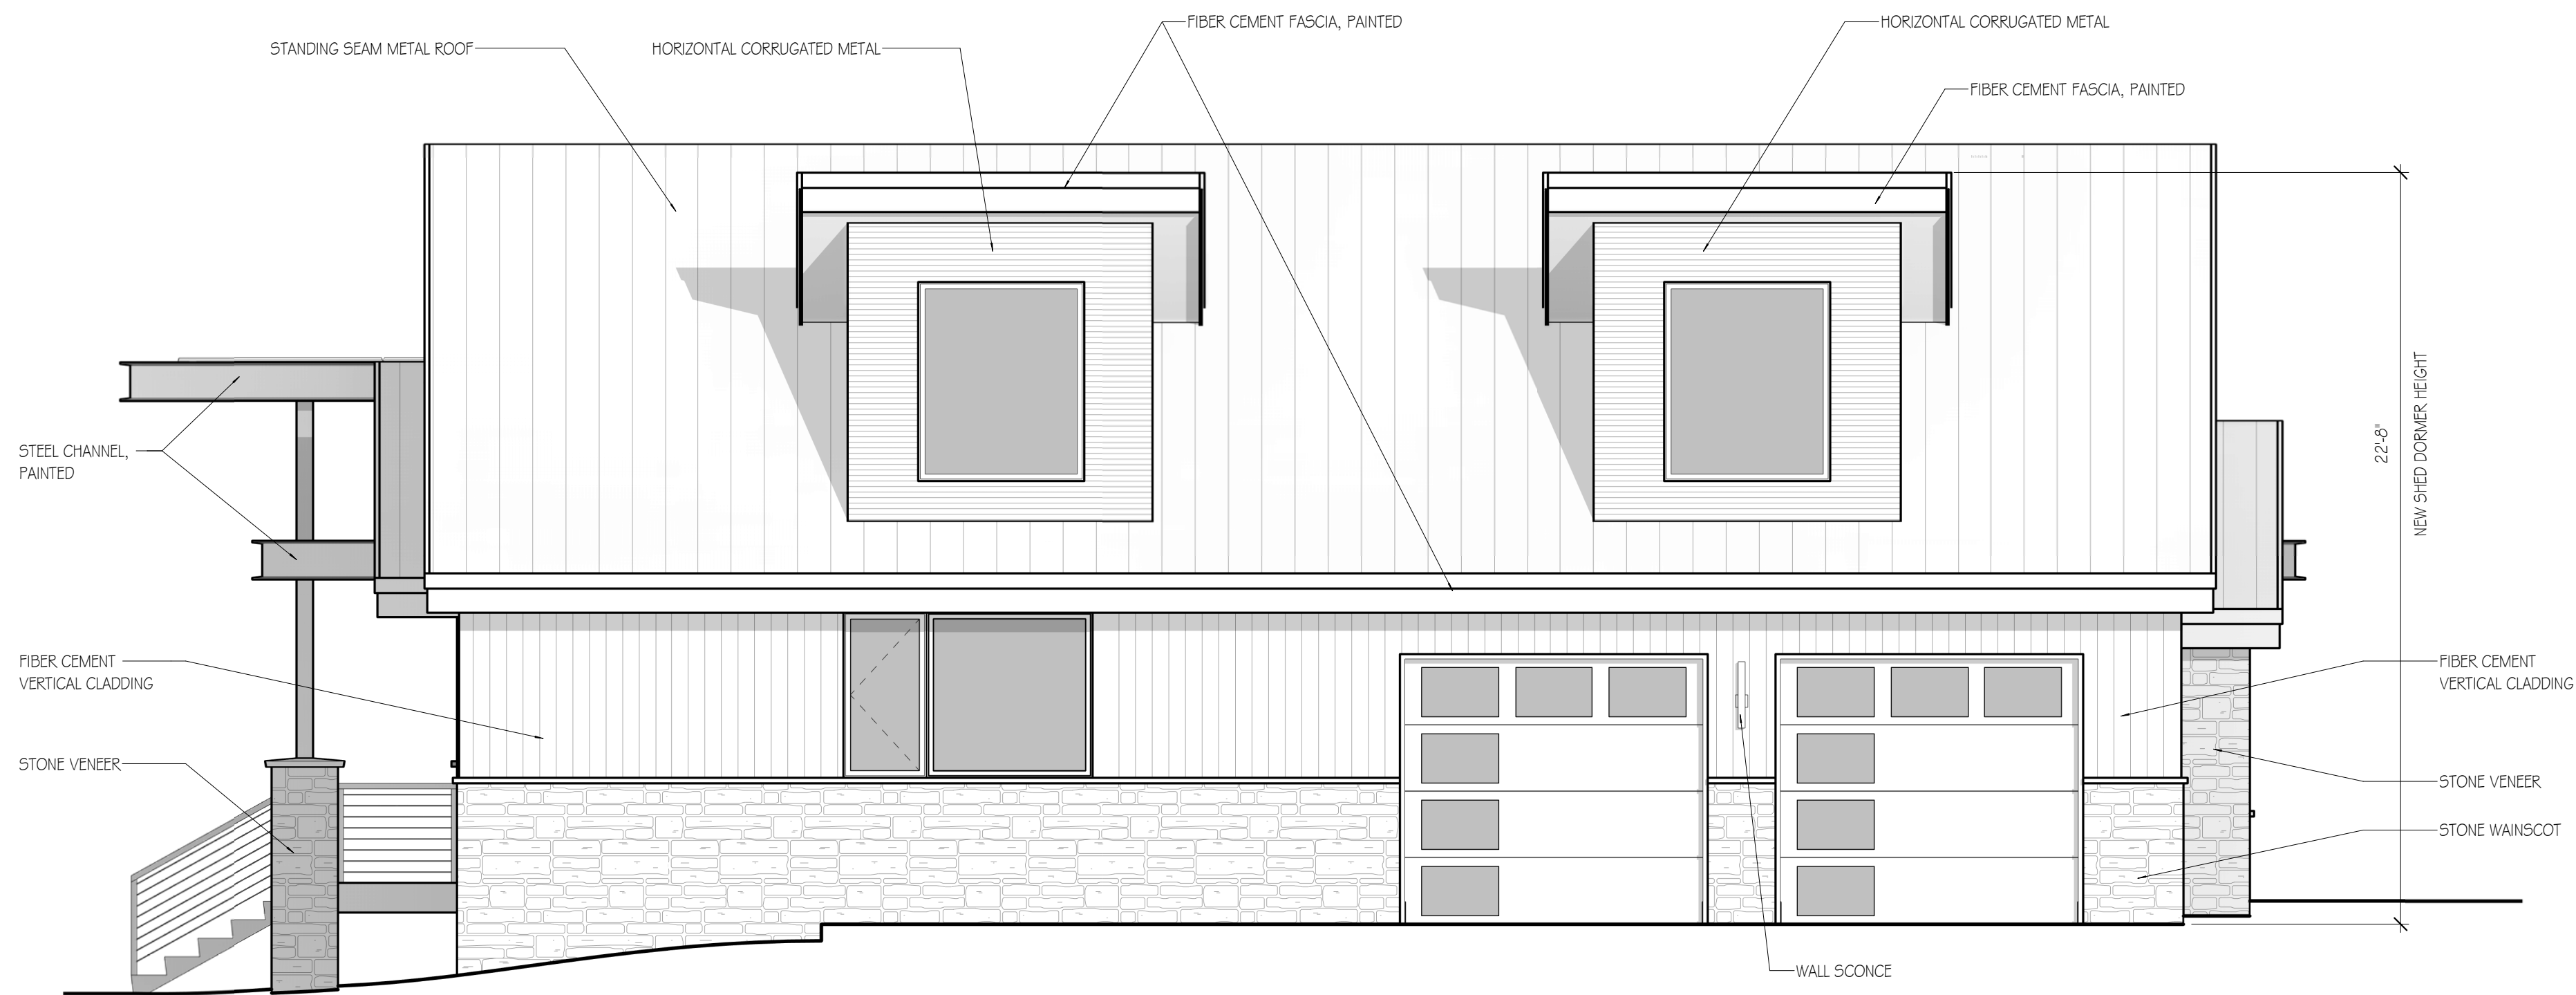 FIBER CEMENT FASCIA, PAINTED
HORIZONTAL CORRUGATED METAL
STANDING SEAM METAL ROOF
HORIZONTAL CORRUGATED METAL
FIBER CEMENT FASCIA, PAINTED
STEEL CHANNEL,
PAINTED
22'-8"
NEW SHED DORMER HEIGHT
FIBER CEMENT
VERTICAL CLADDING
FIBER CEMENT
VERTICAL CLADDING
STONE VENEER
STONE VENEER
STONE WAINSCOT
WALL SCONCE